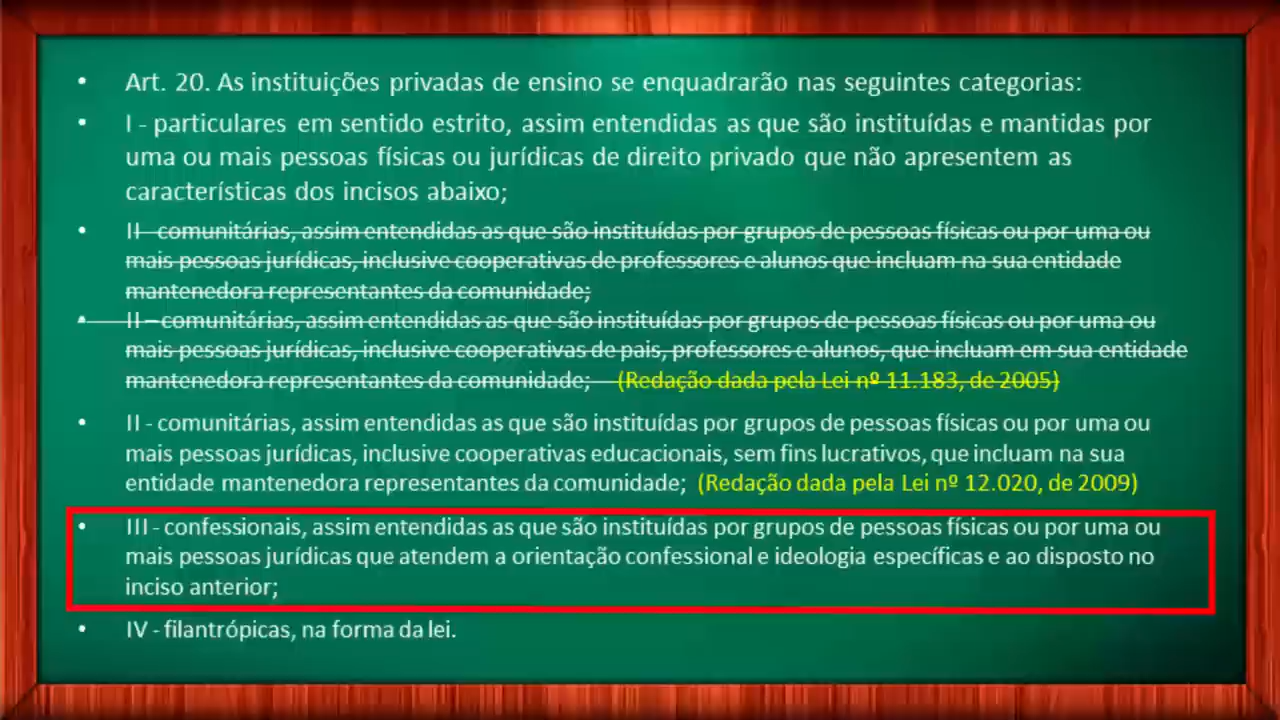 • Art. 20. As instituições privadas de ensino se enquadrarão nas seguintes categorias:
• I - particulares em sentido estrito, assim entendidas as que são instituídas e mantidas por
uma ou mais pessoas físicas ou jurídicas de direito privado que não apresentem as
características dos incisos abaixo;
• II - comunitárias, assim entendidas as que são instituídas por grupos de pessoas físicas ou por uma ou
mais pessoas jurídicas, inclusive cooperativas de professores e alunos que incluam na sua entidade
mantenedora representantes da comunidade;
• II – comunitárias, assim entendidas as que são instituídas por grupos de pessoas físicas ou por uma ou
mais pessoas jurídicas, inclusive cooperativas de pais, professores e alunos, que incluam em sua entidade
mantenedora representantes da comunidade; (Redação dada pela Lei nº 11.183, de 2005)
• II - comunitárias, assim entendidas as que são instituídas por grupos de pessoas físicas ou por uma ou
mais pessoas jurídicas, inclusive cooperativas educacionais, sem fins lucrativos, que incluam na sua
entidade mantenedora representantes da comunidade; (Redação dada pela Lei nº 12.020, de 2009)
• III - confessionais, assim entendidas as que são instituídas por grupos de pessoas físicas ou por uma ou
mais pessoas jurídicas que atendem a orientação confessional e ideologia específicas e ao disposto no
inciso anterior;
• IV - filantrópicas, na forma da lei.